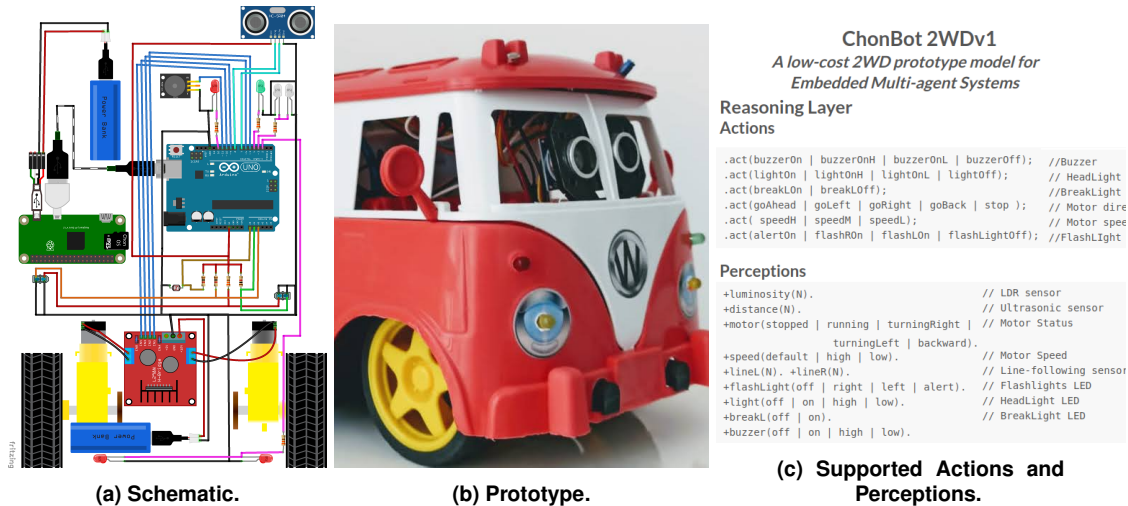 HC-SR04
Power Bank
ARDUINO
UNO
Arduino
Chon
OS
Power Bank
fritzing
(a) Schematic.
W
(b) Prototype.
ChonBot 2WDv1
A low-cost 2WD prototype model for
Embedded Multi-agent Systems
Reasoning Layer
Actions
.act(buzzerOn | buzzerOnH | buzzerOnL | buzzerOff); //Buzzer
.act(lightOn | lightOnH | lightOnL | lightOff); // HeadLight
.act(breakLOn | breakLOff); //BreakLight
.act(goAhead | goLeft | goRight | goBack | stop ); // Motor dire
.act( speedH | speedM | speedL); // Motor spee
.act(alertOn | flashROn | flashLOn | flashLightOff); //FlashLIght
Perceptions
+luminosity(N). // LDR sensor
+distance(N). // Ultrasonic sensor
+motor(stopped | running | turningRight | // Motor Status
turningLeft | backward).
+speed(default | high | low). // Motor Speed
+lineL(N). +lineR(N). // Line-following sensor
+flashLight(off | right | left | alert). // Flashlights LED
+light(off | on | high | low). // HeadLight LED
+breakL(off | on). // BreakLight LED
+buzzer(off | on | high | low).
(c) Supported Actions and
Perceptions.